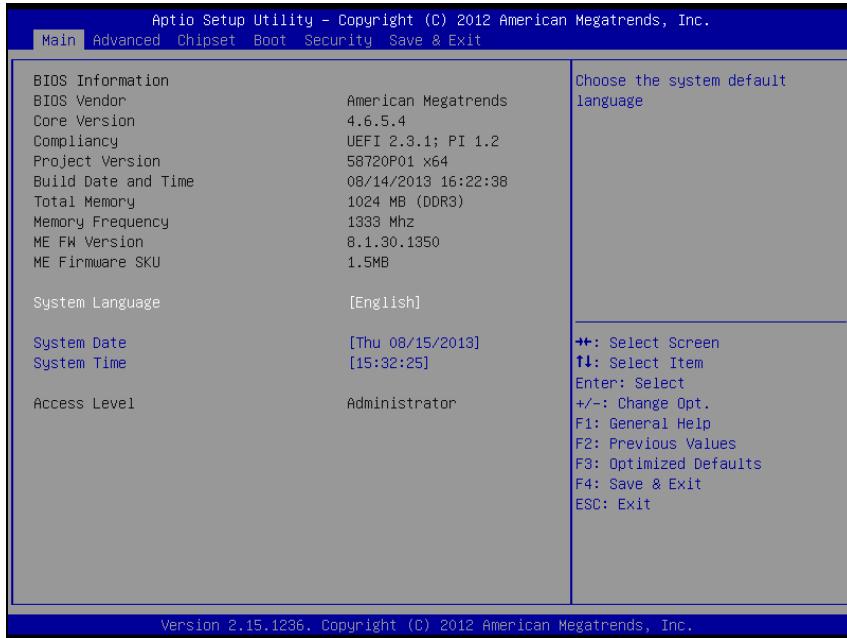 Aptio Setup Utility – Copyright (C) 2012 American Megatrends, Inc.
Main Advanced Chipset Boot Security Save & Exit
BIOS Information
BIOS Vendor American Megatrends
Core Version 4.6.5.4
Compliancy UEFI 2.3.1; PI 1.2
Project Version 58720P01 x64
Build Date and Time 08/14/2013 16:22:38
Total Memory 1024 MB (DDR3)
Memory Frequency 1333 Mhz
ME FW Version 8.1.30.1350
ME Firmware SKU 1.5MB
System Language [English]
System Date [Thu 08/15/2013]
System Time [15:32:25]
Access Level Administrator
Choose the system default
language
→←: Select Screen
↑↓: Select Item
Enter: Select
+/-: Change Opt.
F1: General Help
F2: Previous Values
F3: Optimized Defaults
F4: Save & Exit
ESC: Exit
Version 2.15.1236. Copyright (C) 2012 American Megatrends, Inc.